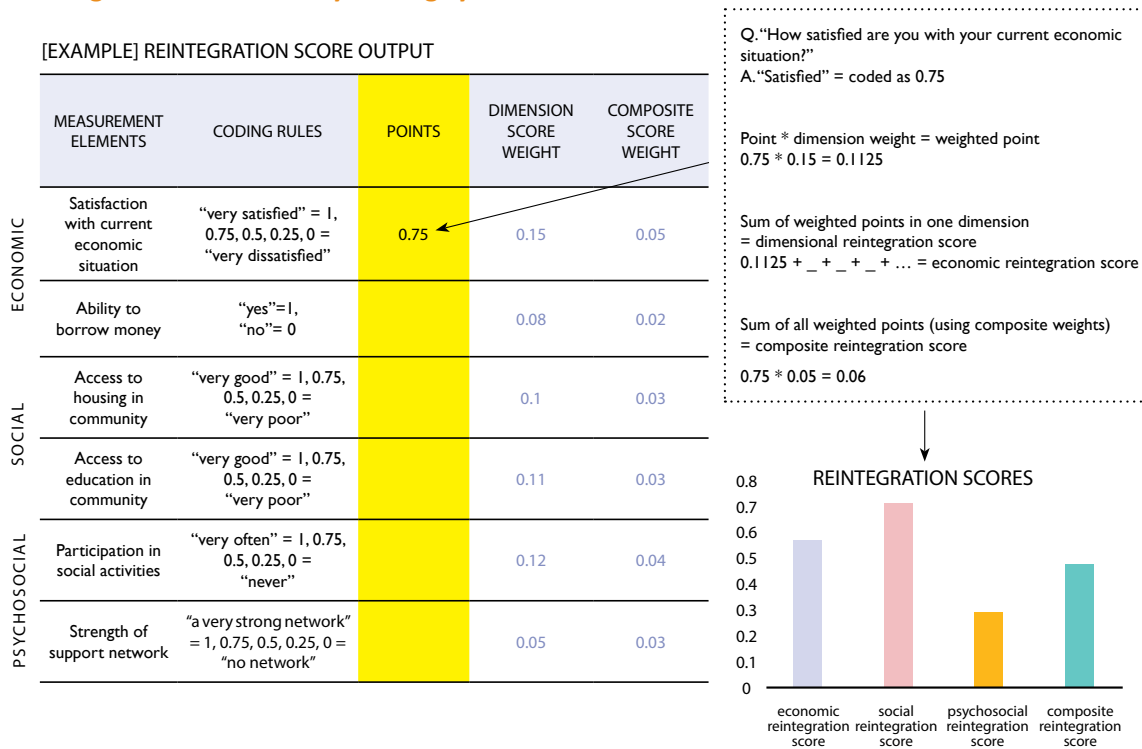 [EXAMPLE] REINTEGRATION SCORE OUTPUT
MEASUREMENT
ELEMENTS
CODING RULES
POINTS
DIMENSION
SCORE
WEIGHT
COMPOSITE
SCORE
WEIGHT
ECONOMIC
Satisfaction
with current
economic
situation
“very satisfied” = 1,
0.75, 0.5, 0.25, 0 =
“very dissatisfied”
0.75
0.15
0.05
Ability to
borrow money
“yes”=1,
“no”= 0
0.08
0.02
SOCIAL
Access to
housing in
community
“very good” = 1, 0.75,
0.5, 0.25, 0 =
“very poor”
0.1
0.03
Access to
education in
community
“very good” = 1, 0.75,
0.5, 0.25, 0 =
“very poor”
0.11
0.03
PSYCHOSOCIAL
Participation in
social activities
“very often” = 1, 0.75,
0.5, 0.25, 0 =
“never”
0.12
0.04
Strength of
support network
“a very strong network”
= 1, 0.75, 0.5, 0.25, 0 =
“no network”
0.05
0.03
Q. “How satisfied are you with your current economic
situation?”
A. “Satisfied” = coded as 0.75
Point * dimension weight = weighted point
0.75 * 0.15 = 0.1125
Sum of weighted points in one dimension
= dimensional reintegration score
0.1125 + _ + _ + _ + … = economic reintegration score
Sum of all weighted points (using composite weights)
= composite reintegration score
0.75 * 0.05 = 0.06
REINTEGRATION SCORES
0.8
0.7
0.6
0.5
0.4
0.3
0.2
0.1
0
economic
reintegration
score
social
reintegration
score
psychosocial
reintegration
score
composite
reintegration
score